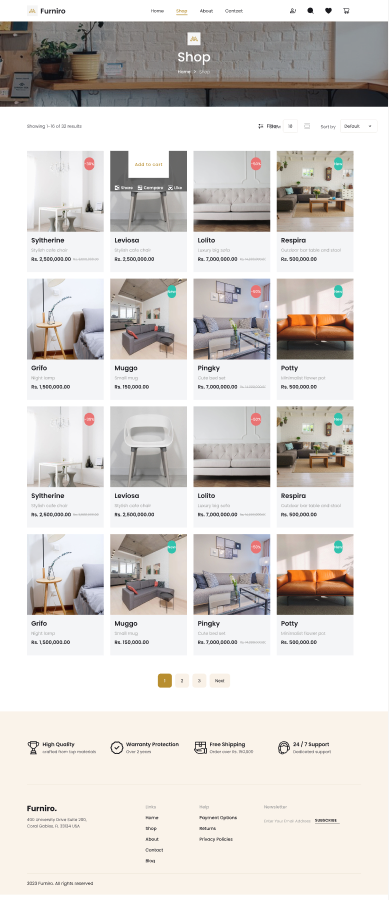 Furniro
Home Shop About Contact
Shop
Home > Shop
Showing 1–16 of 32 results
Filter
16
Sort by
Default
-30%
Add to cart
Share Compare Like
-50%
New
Syltherine
Stylish cafe chair
Rs. 2,500,000.00
Leviosa
Stylish cafe chair
Rs. 2,500,000.00
Lolito
Luxury big sofa
Rs. 7,000,000.00
Respira
Outdoor bar table and stool
Rs. 500,000.00
New
-50%
New
Grifo
Night lamp
Rs. 1,500,000.00
Muggo
Small mug
Rs. 150,000.00
Pingky
Cute bed set
Rs. 7,000,000.00
Potty
Minimalist flower pot
Rs. 500,000.00
-30%
-50%
New
Syltherine
Stylish cafe chair
Rs. 2,500,000.00
Leviosa
Stylish cafe chair
Rs. 2,500,000.00
Lolito
Luxury big sofa
Rs. 7,000,000.00
Respira
Outdoor bar table and stool
Rs. 500,000.00
New
-50%
New
Grifo
Night lamp
Rs. 1,500,000.00
Muggo
Small mug
Rs. 150,000.00
Pingky
Cute bed set
Rs. 7,000,000.00
Potty
Minimalist flower pot
Rs. 500,000.00
1 2 3 Next
High Quality
crafted from top materials
Warranty Protection
Over 2 years
Free Shipping
Order over Rs. 150,000
24 / 7 Support
Dedicated support
Furniro.
400 University Drive Suite 200,
Coral Gables, FL 33134 USA
Links
Home
Shop
About
Contact
Blog
Help
Payment Options
Returns
Privacy Policies
Newsletter
Enter Your Email Address SUBSCRIBE
2023 Furniro. All rights reserved